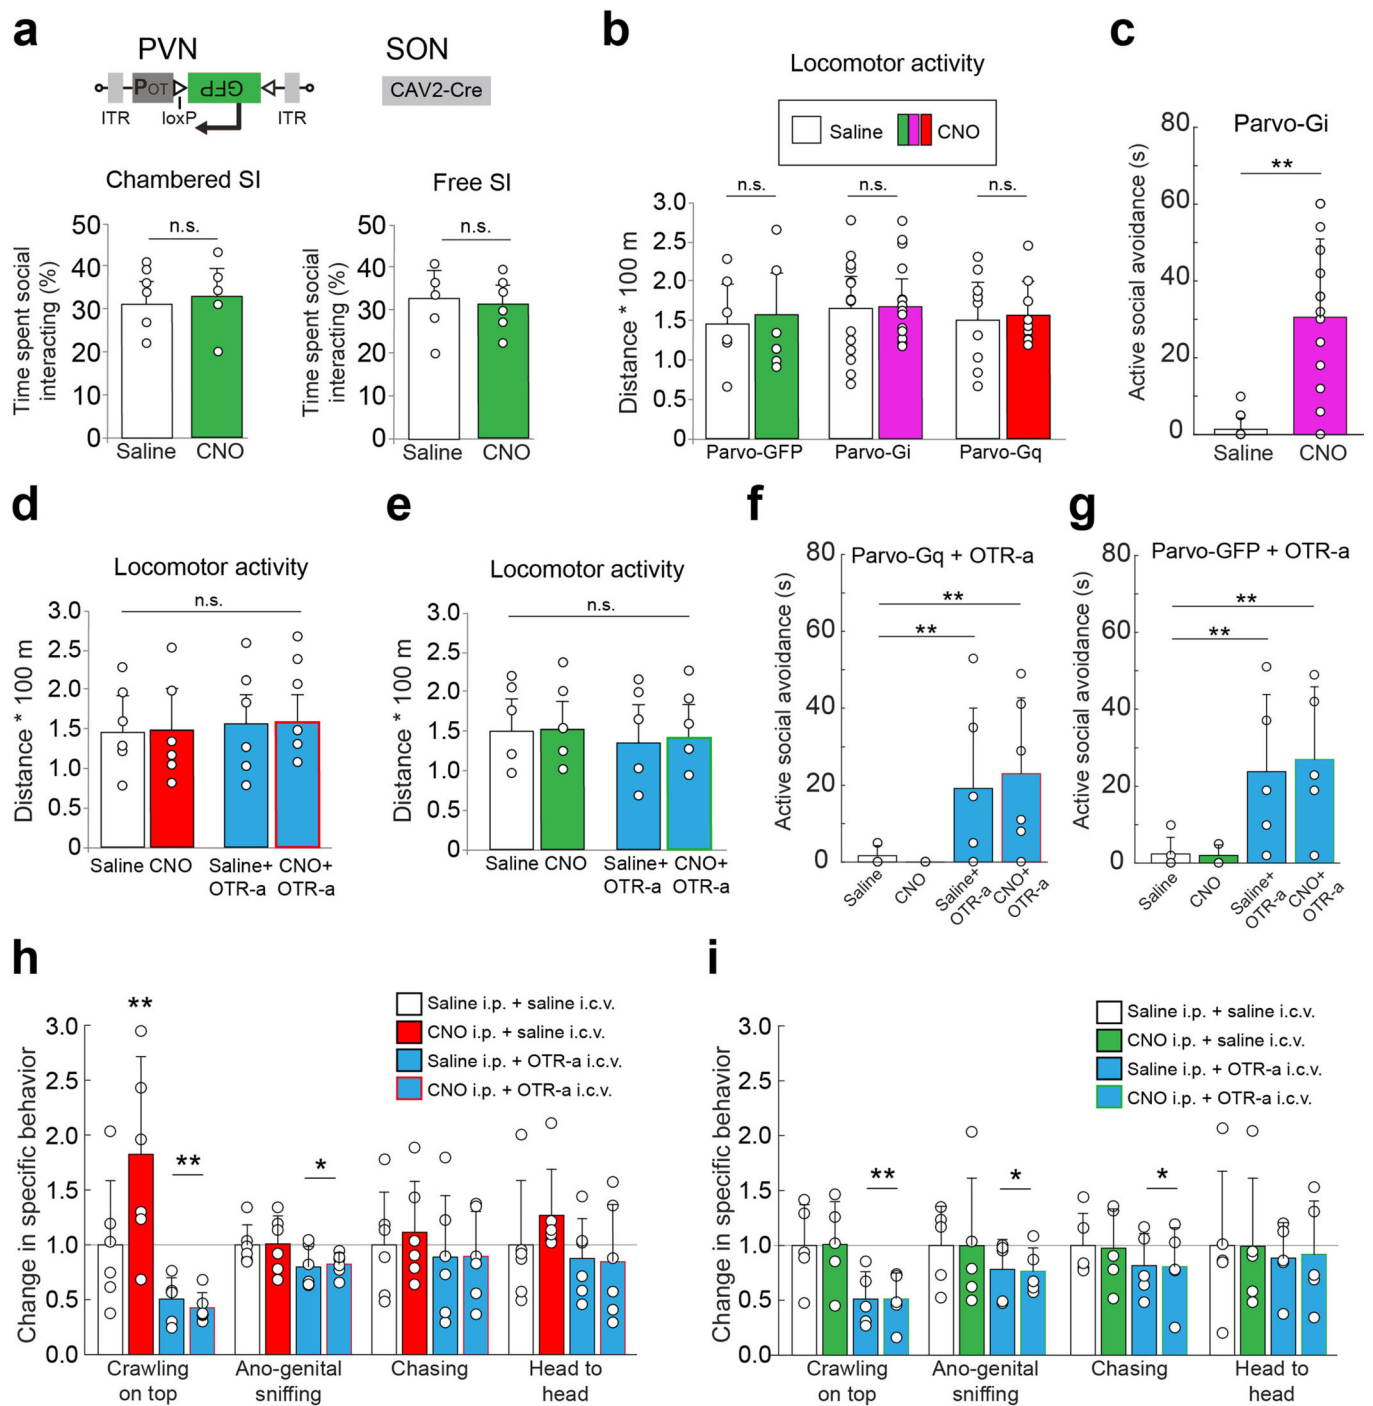 a
PVN
SON
POT
GFP
CAV2-Cre
ITR
loxP
ITR
Chambered SI
Free SI
Time spent social
interacting (%)
50
40
30
20
10
0
n.s.
Saline
CNO
Time spent social
interacting (%)
50
40
30
20
10
0
n.s.
Saline
CNO
b
Locomotor activity
Saline
CNO
n.s.
n.s.
n.s.
Distance * 100 m
3.0
2.5
2.0
1.5
1.0
0.5
0
Parvo-GFP
Parvo-Gi
Parvo-Gq
c
Parvo-Gi
**
Active social avoidance (s)
80
60
40
20
0
Saline
CNO
d
Locomotor activity
n.s.
Distance * 100 m
3.0
2.5
2.0
1.5
1.0
0.5
0
Saline CNO Saline+ CNO+
OTR-a OTR-a
e
Locomotor activity
n.s.
Distance * 100 m
3.0
2.5
2.0
1.5
1.0
0.5
0
Saline CNO Saline+ CNO+
OTR-a OTR-a
f
Parvo-Gq + OTR-a
**
**
Active social avoidance (s)
80
60
40
20
0
Saline
CNO
Saline+
OTR-a
CNO+
OTR-a
g
Parvo-GFP + OTR-a
**
**
Active social avoidance (s)
80
60
40
20
0
Saline
CNO
Saline+
OTR-a
CNO+
OTR-a
h
Saline i.p. + saline i.c.v.
CNO i.p. + saline i.c.v.
Saline i.p. + OTR-a i.c.v.
CNO i.p. + OTR-a i.c.v.
**
**
*
Change in specific behavior
3.0
2.5
2.0
1.5
1.0
0.5
0.0
Crawling
on top
Ano-genital
sniffing
Chasing
Head to
head
i
Saline i.p. + saline i.c.v.
CNO i.p. + saline i.c.v.
Saline i.p. + OTR-a i.c.v.
CNO i.p. + OTR-a i.c.v.
**
*
*
Change in specific behavior
3.0
2.5
2.0
1.5
1.0
0.5
0.0
Crawling
on top
Ano-genital
sniffing
Chasing
Head to
head